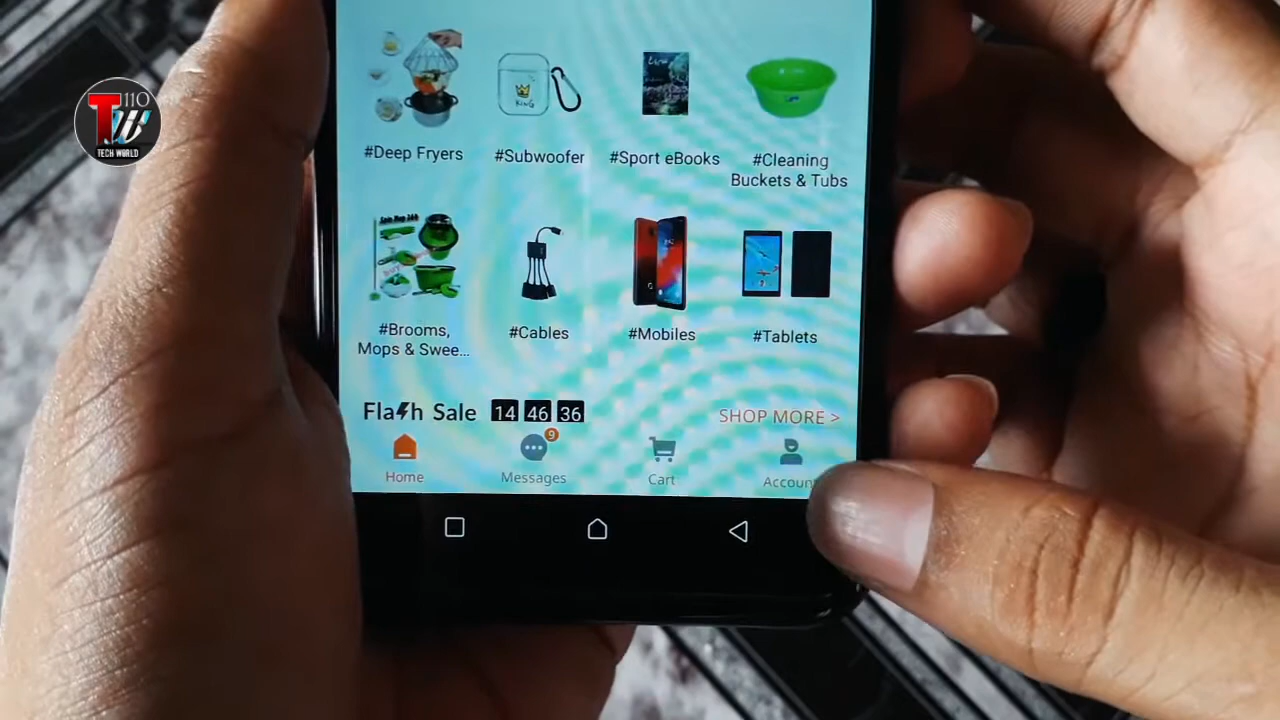 T 110
W
TECH WORLD
KING
#Deep Fryers
#Subwoofer
#Sport eBooks
#Cleaning
Buckets & Tubs
#Brooms,
Mops & Swee...
#Cables
#Mobiles
#Tablets
Flash Sale 14 46 36
SHOP MORE >
9
Home
Messages
Cart
Accoun